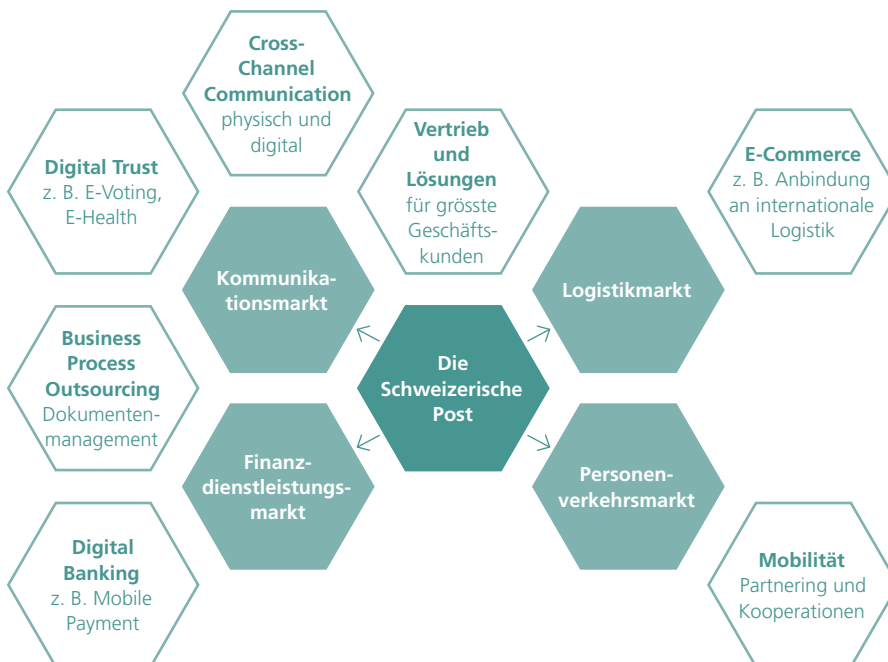 Cross-
Channel
Communication
physisch und
digital
Vertrieb
und
Lösungen
für grösste
Geschäfts-
kunden
Digital Trust
z. B. E-Voting,
E-Health
E-Commerce
z. B. Anbindung
an internationale
Logistik
Kommunika-
tionsmarkt
Logistikmarkt
Business
Process
Outsourcing
Dokumenten-
management
Die
Schweizerische
Post
Finanz-
dienstleistungs-
markt
Personen-
verkehrsmarkt
Digital
Banking
z. B. Mobile
Payment
Mobilität
Partnering und
Kooperationen